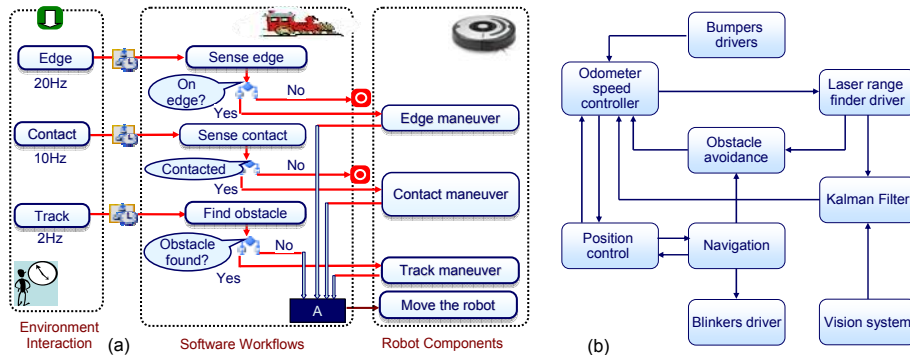 Edge
20Hz
Contact
10Hz
Track
2Hz
Environment
Interaction
(a)
Sense edge
On
edge?
No
Yes
Sense contact
Contacted
No
Yes
Find obstacle
Obstacle
found?
No
Yes
A
Software Workflows
Edge maneuver
Contact maneuver
Track maneuver
Move the robot
Robot Components
Bumpers
drivers
Odometer
speed
controller
Laser range
finder driver
Obstacle
avoidance
Kalman Filter
Position
control
Navigation
Blinkers driver
Vision system
(b)